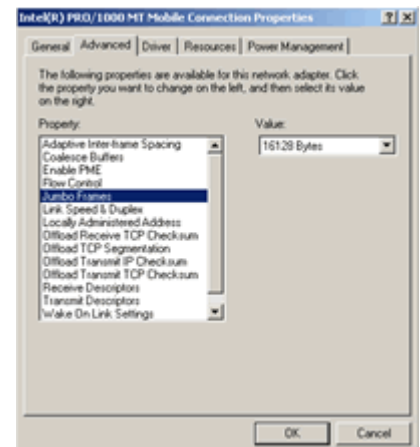 Intel(R) PRO/1000 MT Mobile Connection Properties
General Advanced Driver Resources Power Management
The following properties are available for this network adapter. Click
the property you want to change on the left, and then select its value
on the right.
Property: Value:
Adaptive Inter-frame Spacing 16128 Bytes
Coalesce Buffers
Enable PME
Flow Control
Jumbo Frames
Link Speed & Duplex
Locally Administered Address
Offload Receive TCP Checksum
Offload TCP Segmentation
Offload Transmit IP Checksum
Offload Transmit TCP Checksum
Receive Descriptors
Transmit Descriptors
Wake On Link Settings
OK Cancel